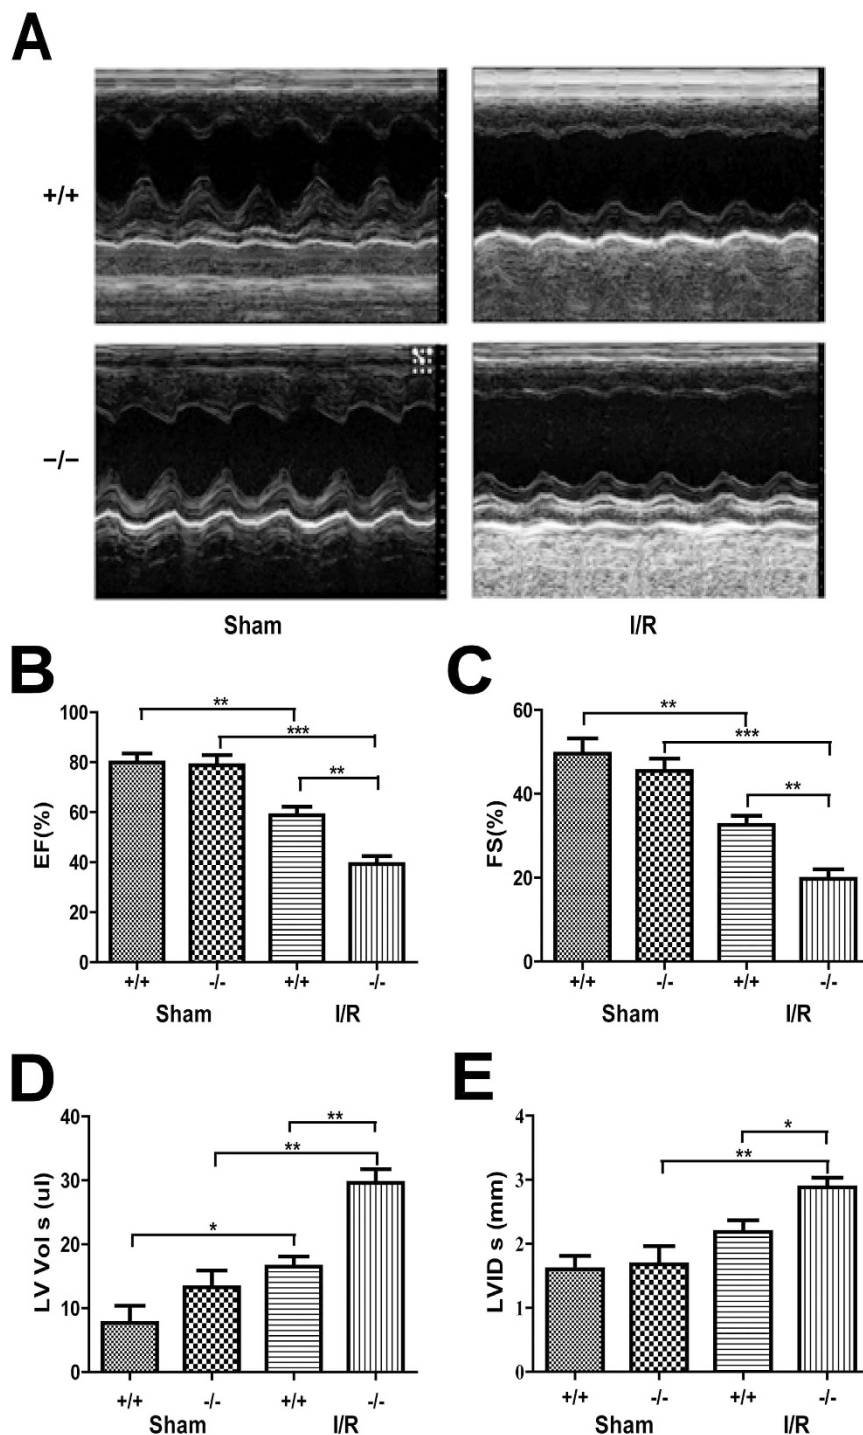 A
+/+
−/−
Sham I/R
B
**
***
**
100
80
60
40
20
0
EF(%)
+/+ -/- +/+ -/-
Sham I/R
C
**
***
**
60
40
20
0
FS(%)
+/+ -/- +/+ -/-
Sham I/R
D
**
**
*
40
30
20
10
0
LV Vol s (ul)
+/+ -/- +/+ -/-
Sham I/R
E
*
**
4
3
2
1
0
LVID s (mm)
+/+ -/- +/+ -/-
Sham I/R